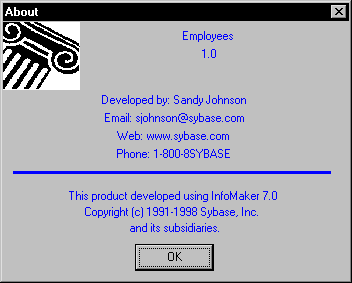 About
Employees
1.0
Developed by: Sandy Johnson
Email: sjohnson@sybase.com
Web: www.sybase.com
Phone: 1-800-8SYBASE
This product developed using InfoMaker 7.0
Copyright (c) 1991-1998 Sybase, Inc.
and its subsidiaries.
OK